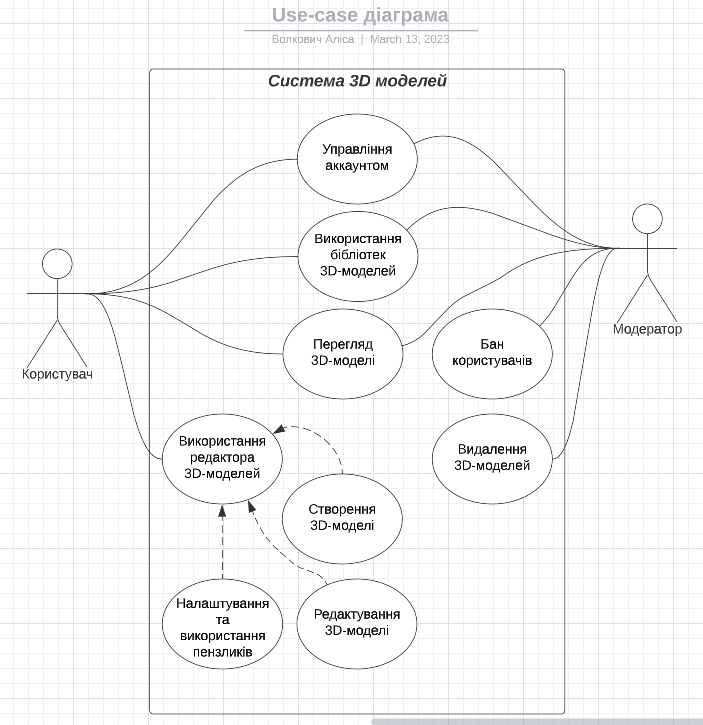 Use-case діаграма
Волкович Аліса | March 13, 2023
Система 3D моделей
Управління
аккаунтом
Використання
бібліотек
3D-моделей
Перегляд
3D-моделі
Бан
користувачів
Модератор
Користувач
Використання
редактора
3D-моделей
Видалення
3D-моделей
Створення
3D-моделі
Налаштування
та
використання
пензликів
Редактування
3D-моделі